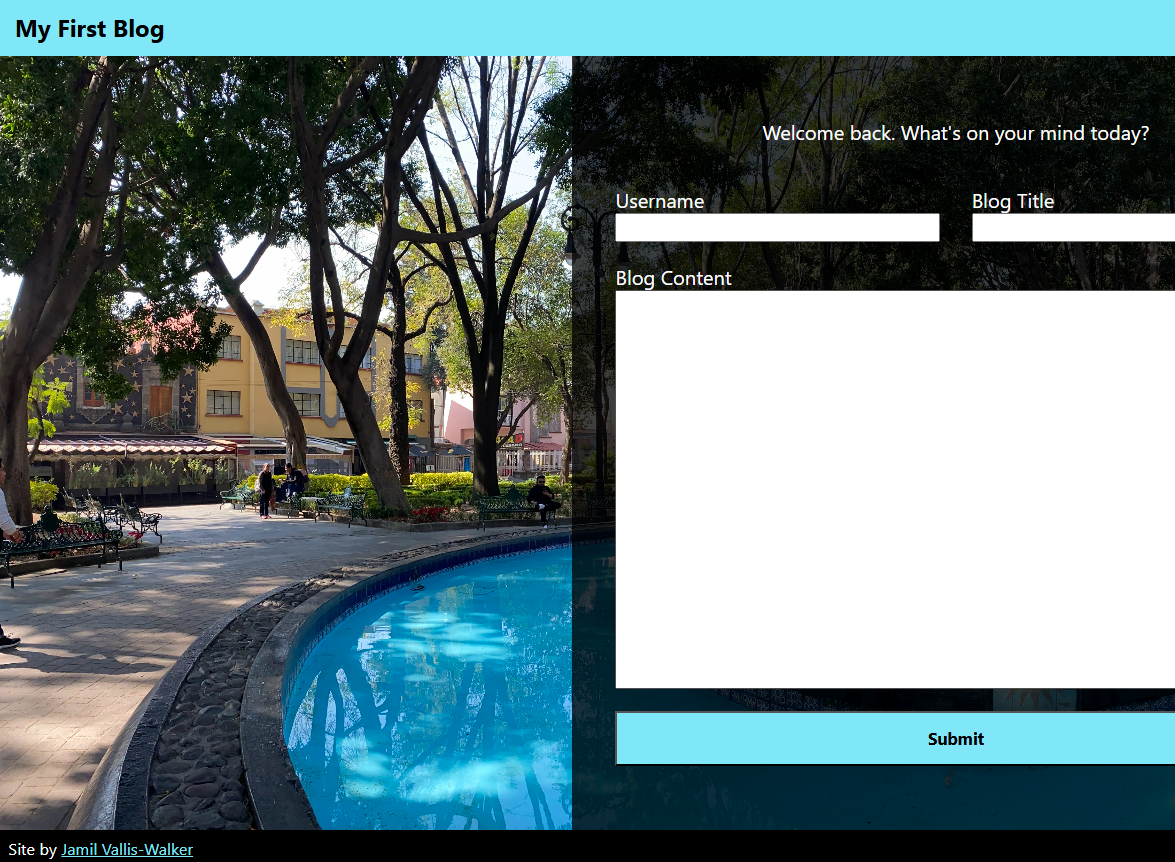 My First Blog
Welcome back. What's on your mind today?
Username
Blog Title
Blog Content
Submit
Site by Jamil Vallis-Walker